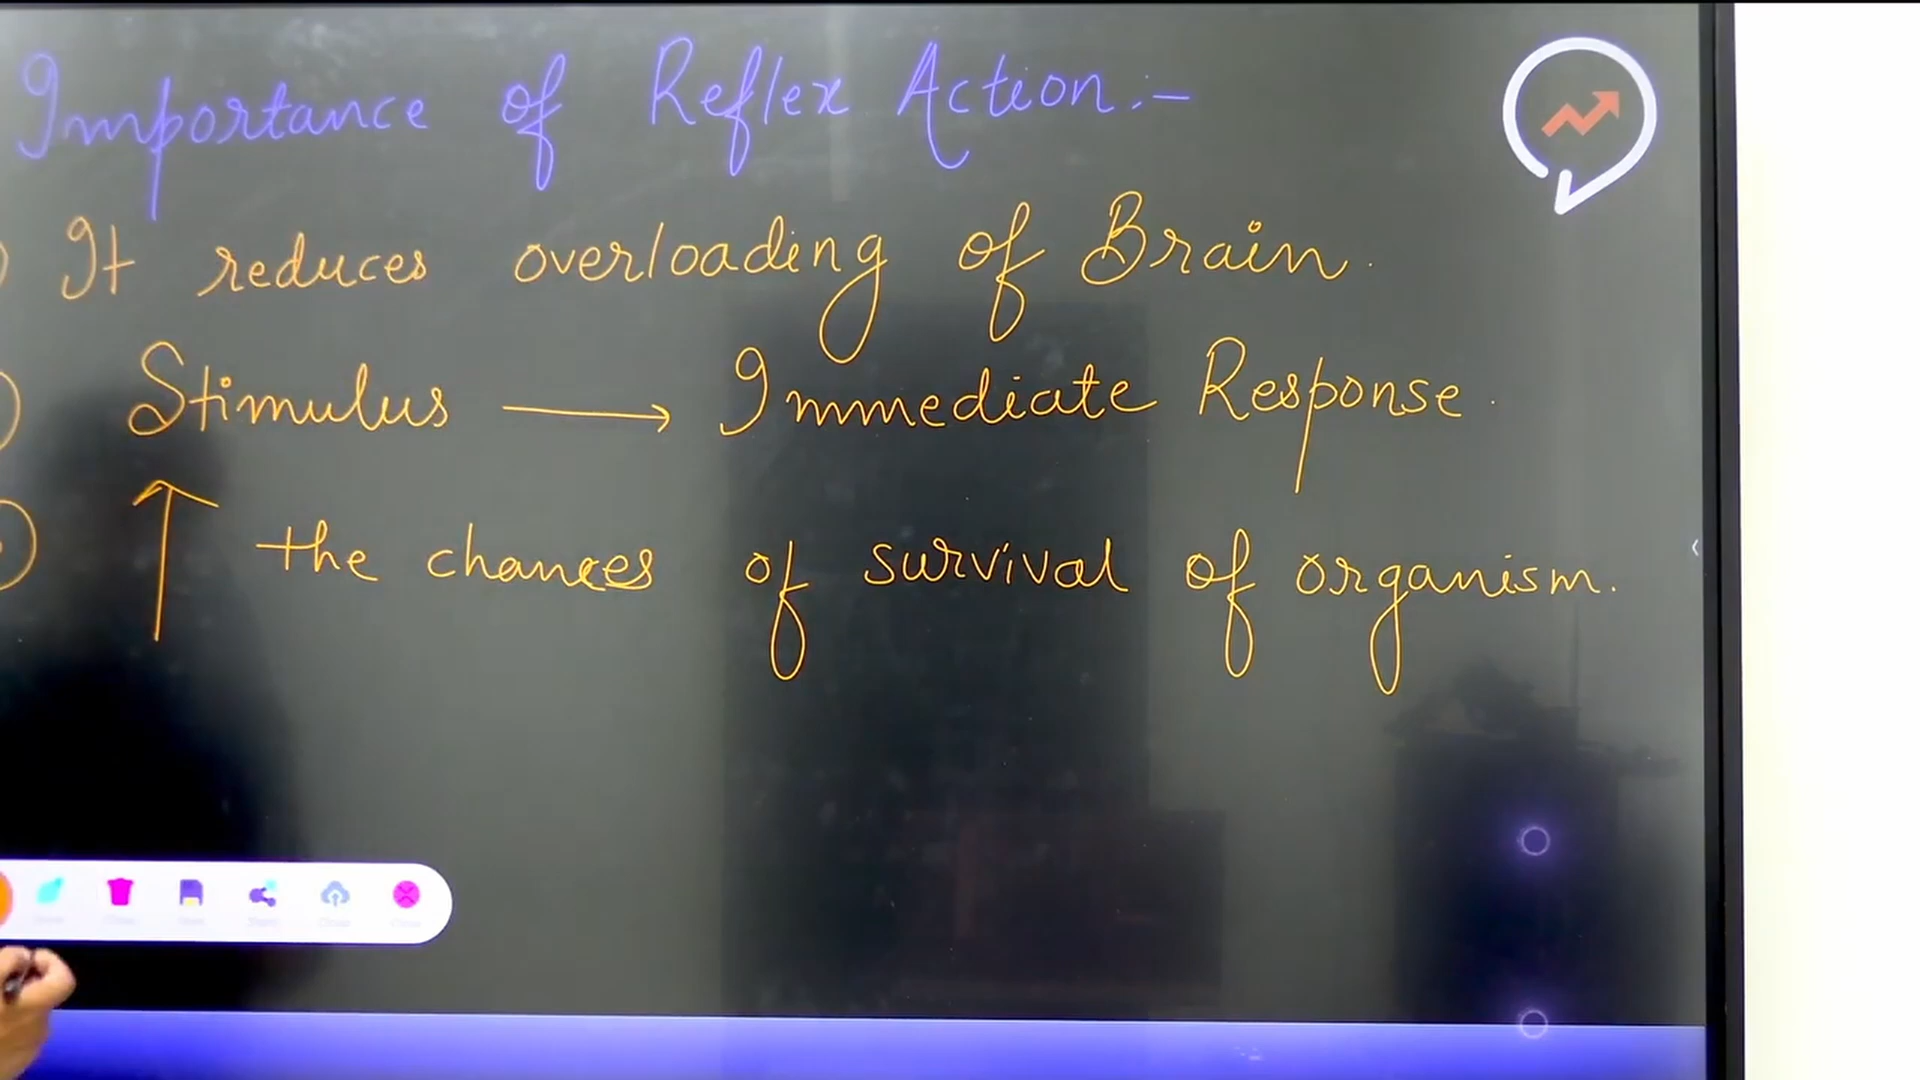 Importance of Reflex Action :-
It reduces overloading of Brain.
Stimulus → Immediate Response.
↑ the chances of survival of organism.